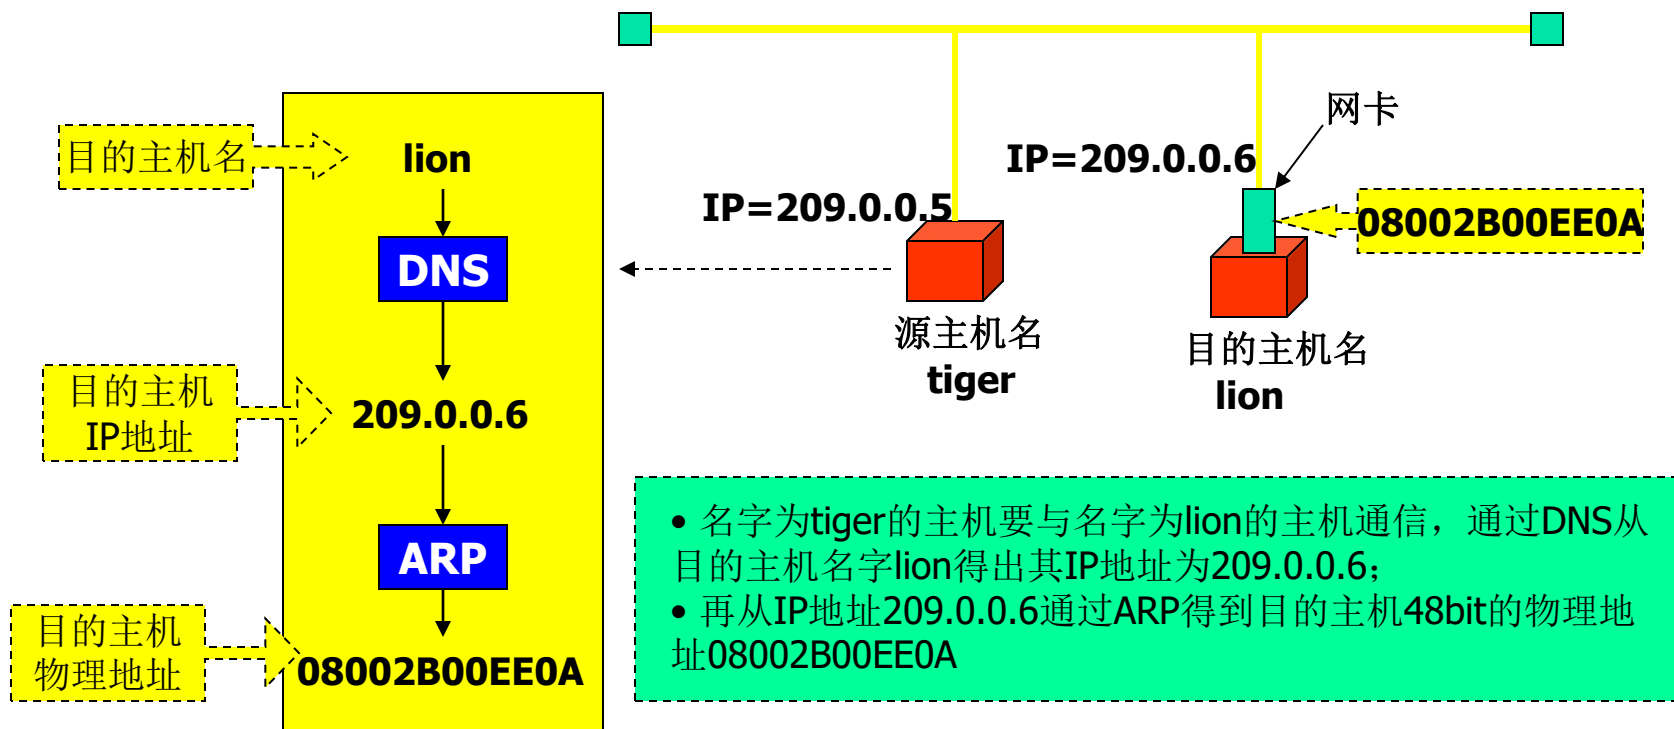 目的主机名
lion
DNS
目的主机
IP地址
209.0.0.6
ARP
目的主机
物理地址
08002B00EE0A
网卡
IP=209.0.0.6
IP=209.0.0.5
08002B00EE0A
源主机名
tiger
目的主机名
lion
• 名字为tiger的主机要与名字为lion的主机通信，通过DNS从
目的主机名字lion得出其IP地址为209.0.0.6；
• 再从IP地址209.0.0.6通过ARP得到目的主机48bit的物理地
址08002B00EE0A